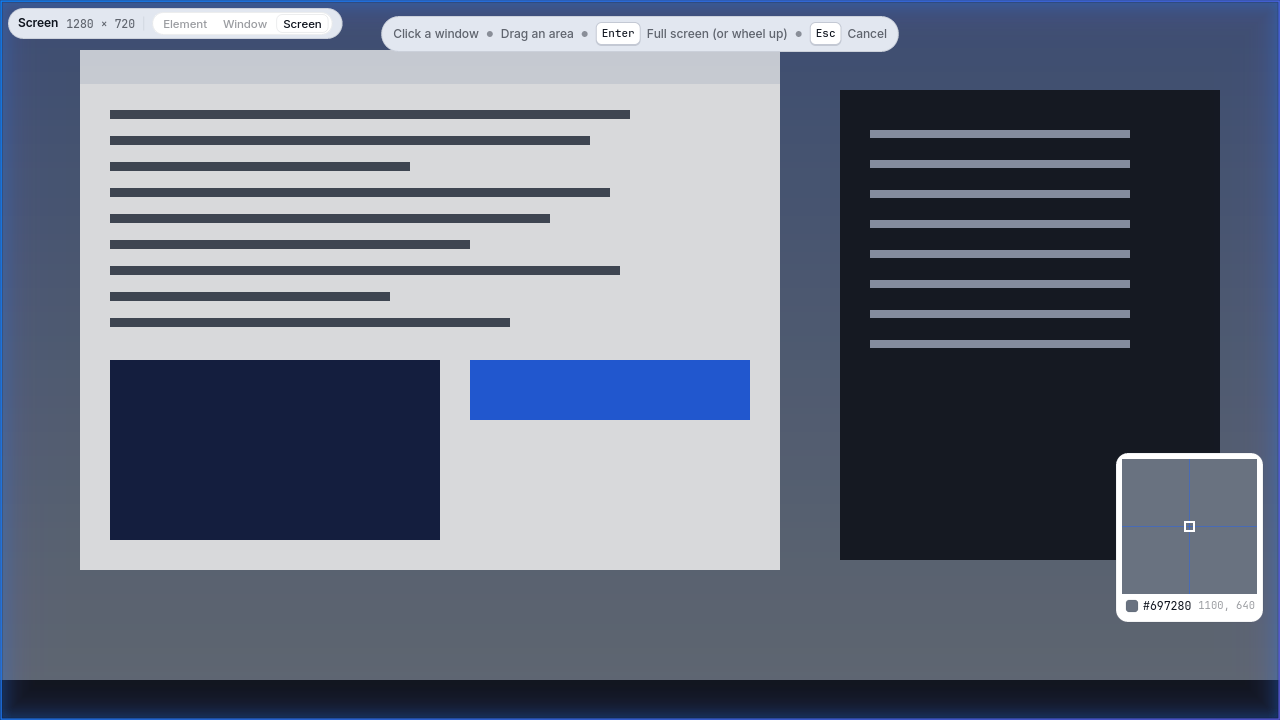 Screen 1280 × 720 Element Window Screen
Click a window • Drag an area • Enter Full screen (or wheel up) • Esc Cancel
#697280 1100, 640